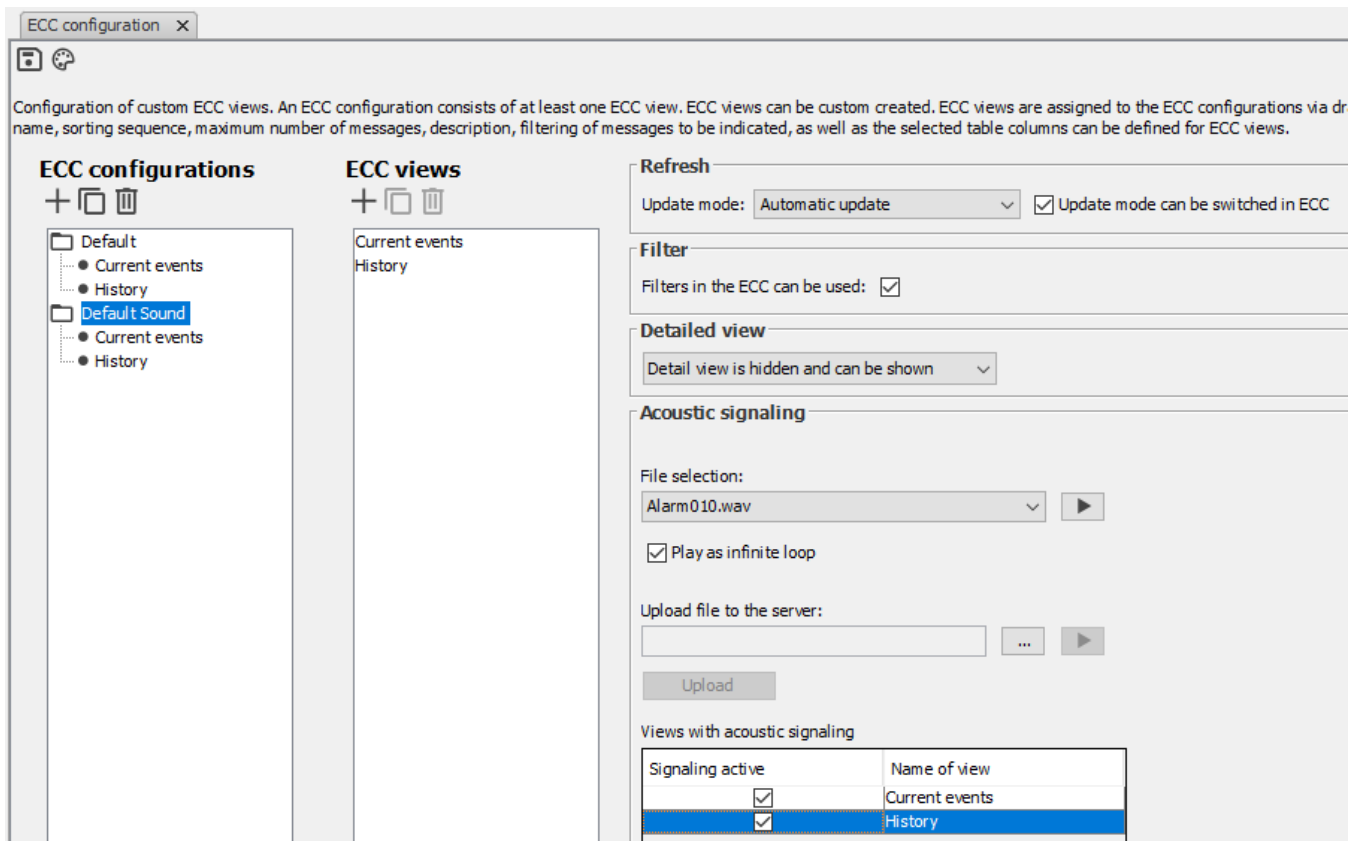 ECC configuration
Configuration of custom ECC views. An ECC configuration consists of at least one ECC view. ECC views can be custom created. ECC views are assigned to the ECC configurations via
name, sorting sequence, maximum number of messages, description, filtering of messages to be indicated, as well as the selected table columns can be defined for ECC views.
ECC configurations
Default
Current events
History
Default Sound
Current events
History
ECC views
Current events
History
Refresh
Update mode: Automatic update Update mode can be switched in ECC
Filter
Filters in the ECC can be used:
Detailed view
Detail view is hidden and can be shown
Acoustic signaling
File selection:
Alarm010.wav
Play as infinite loop
Upload file to the server:
...
Upload
Views with acoustic signaling
Signaling active Name of view
Current events
History